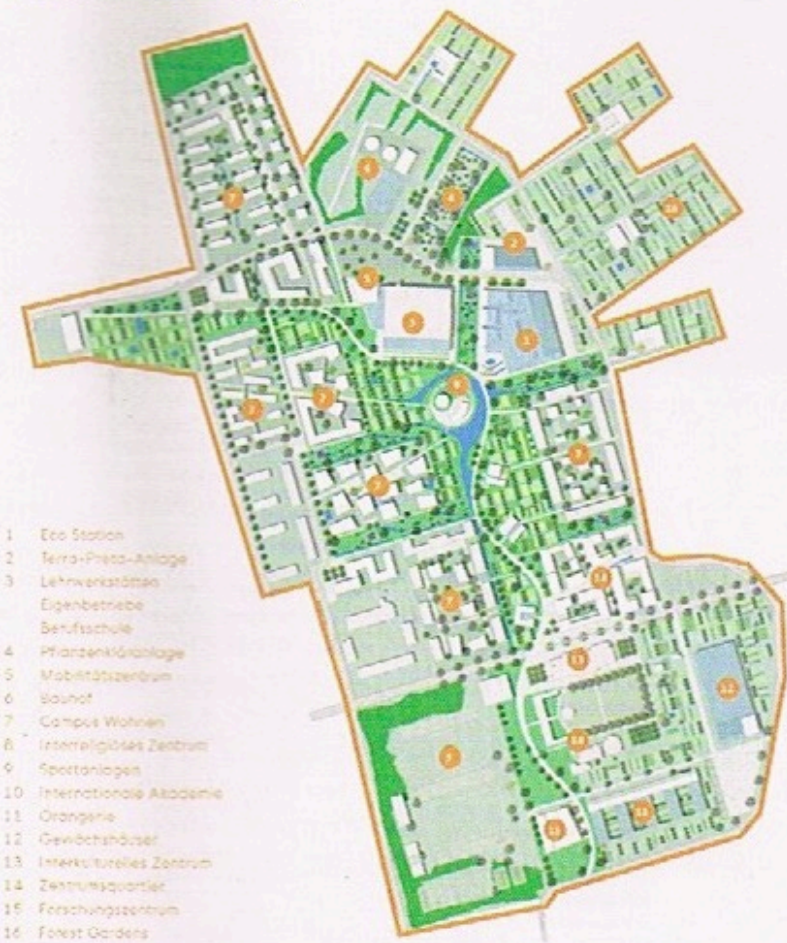 1 Eco Station
2 Terra-Preta-Anlage
3 Lehrwerkstätten
Eigenbetriebe
Berufsschule
4 Pflanzenkläranlage
5 Mobilitätszentrum
6 Bauhof
7 Campus Wohnen
8 Interreligiöses Zentrum
9 Sportanlagen
10 Internationale Akademie
11 Orangerie
12 Gewächshäuser
13 Interkulturelles Zentrum
14 Zentrumsquartier
15 Forschungszentrum
16 Forest Gardens